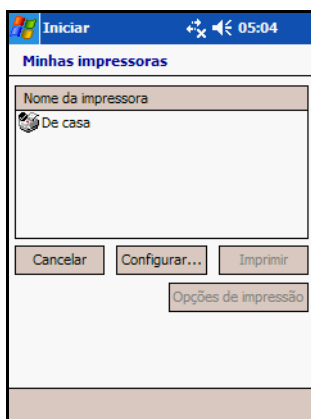 Iniciar 05:04
Minhas impressoras
Nome da impressora
De casa
Cancelar Configurar... Imprimir
Opções de impressão